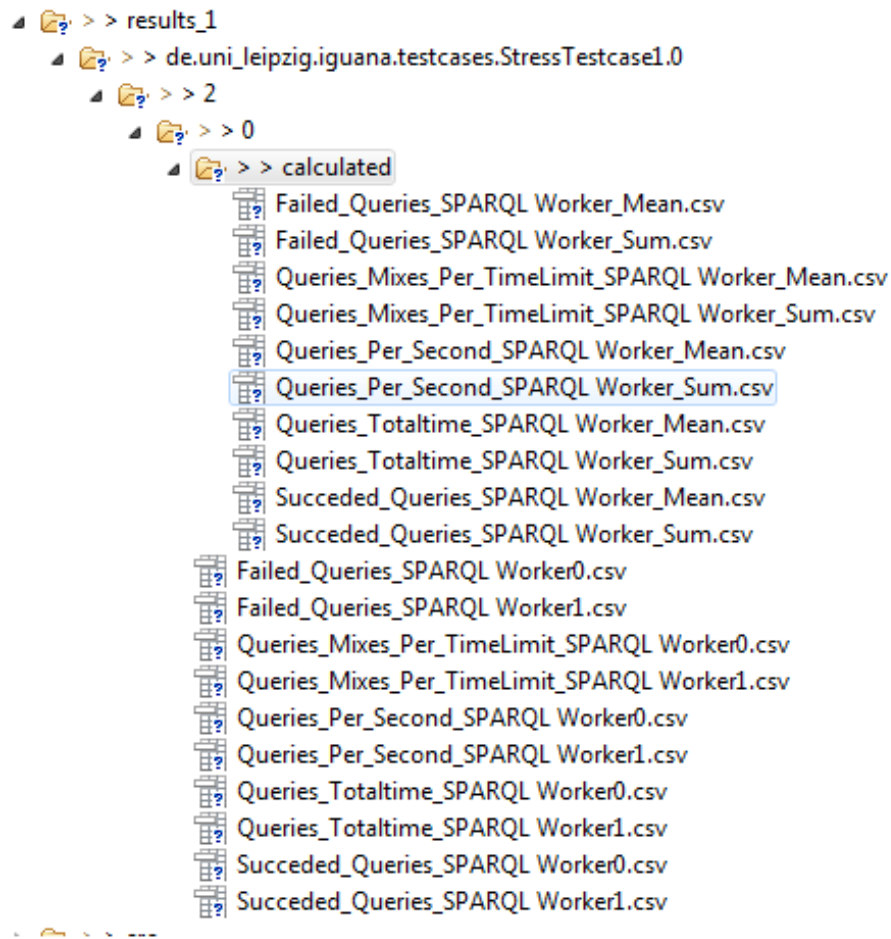 > > results_1
> > de.uni_leipzig.iguana.testcases.StressTestcase1.0
> > 2
> > 0
> > calculated
Failed_Queries_SPARQL Worker_Mean.csv
Failed_Queries_SPARQL Worker_Sum.csv
Queries_Mixes_Per_TimeLimit_SPARQL Worker_Mean.csv
Queries_Mixes_Per_TimeLimit_SPARQL Worker_Sum.csv
Queries_Per_Second_SPARQL Worker_Mean.csv
Queries_Per_Second_SPARQL Worker_Sum.csv
Queries_Totaltime_SPARQL Worker_Mean.csv
Queries_Totaltime_SPARQL Worker_Sum.csv
Succeded_Queries_SPARQL Worker_Mean.csv
Succeded_Queries_SPARQL Worker_Sum.csv
Failed_Queries_SPARQL Worker0.csv
Failed_Queries_SPARQL Worker1.csv
Queries_Mixes_Per_TimeLimit_SPARQL Worker0.csv
Queries_Mixes_Per_TimeLimit_SPARQL Worker1.csv
Queries_Per_Second_SPARQL Worker0.csv
Queries_Per_Second_SPARQL Worker1.csv
Queries_Totaltime_SPARQL Worker0.csv
Queries_Totaltime_SPARQL Worker1.csv
Succeded_Queries_SPARQL Worker0.csv
Succeded_Queries_SPARQL Worker1.csv